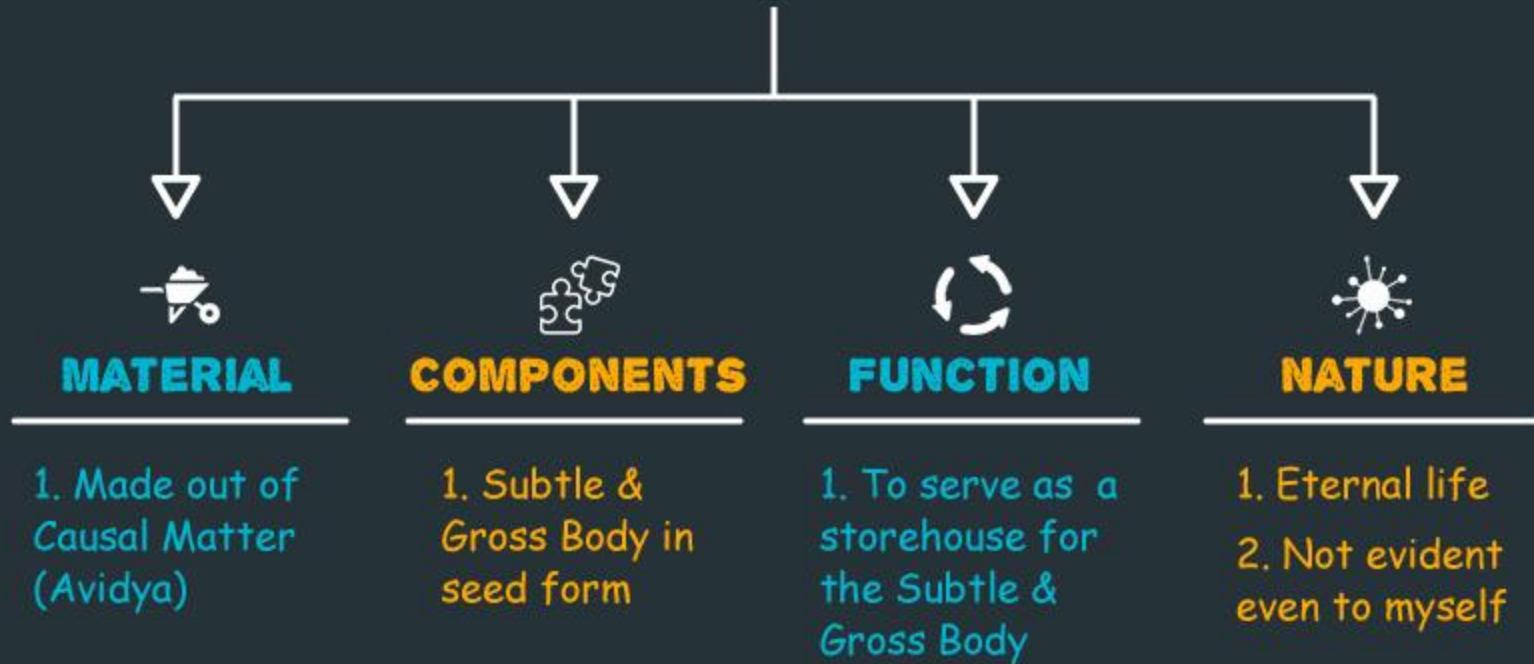 MATERIAL
1. Made out of
Causal Matter
(Avidya)
COMPONENTS
1. Subtle &
Gross Body in
seed form
FUNCTION
1. To serve as a
storehouse for
the Subtle &
Gross Body
NATURE
1. Eternal life
2. Not evident
even to myself